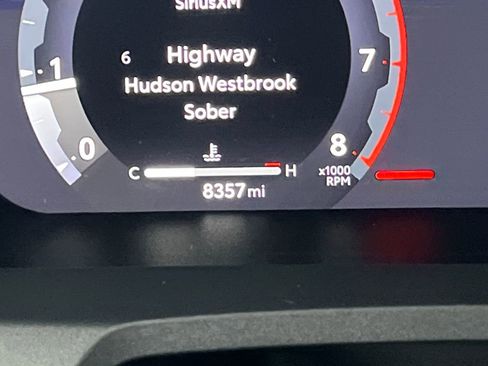 SiriusXM
6 Highway
7
1
Hudson Westbrook
Sober
0
8
C H
x1000
RPM
8357 mi